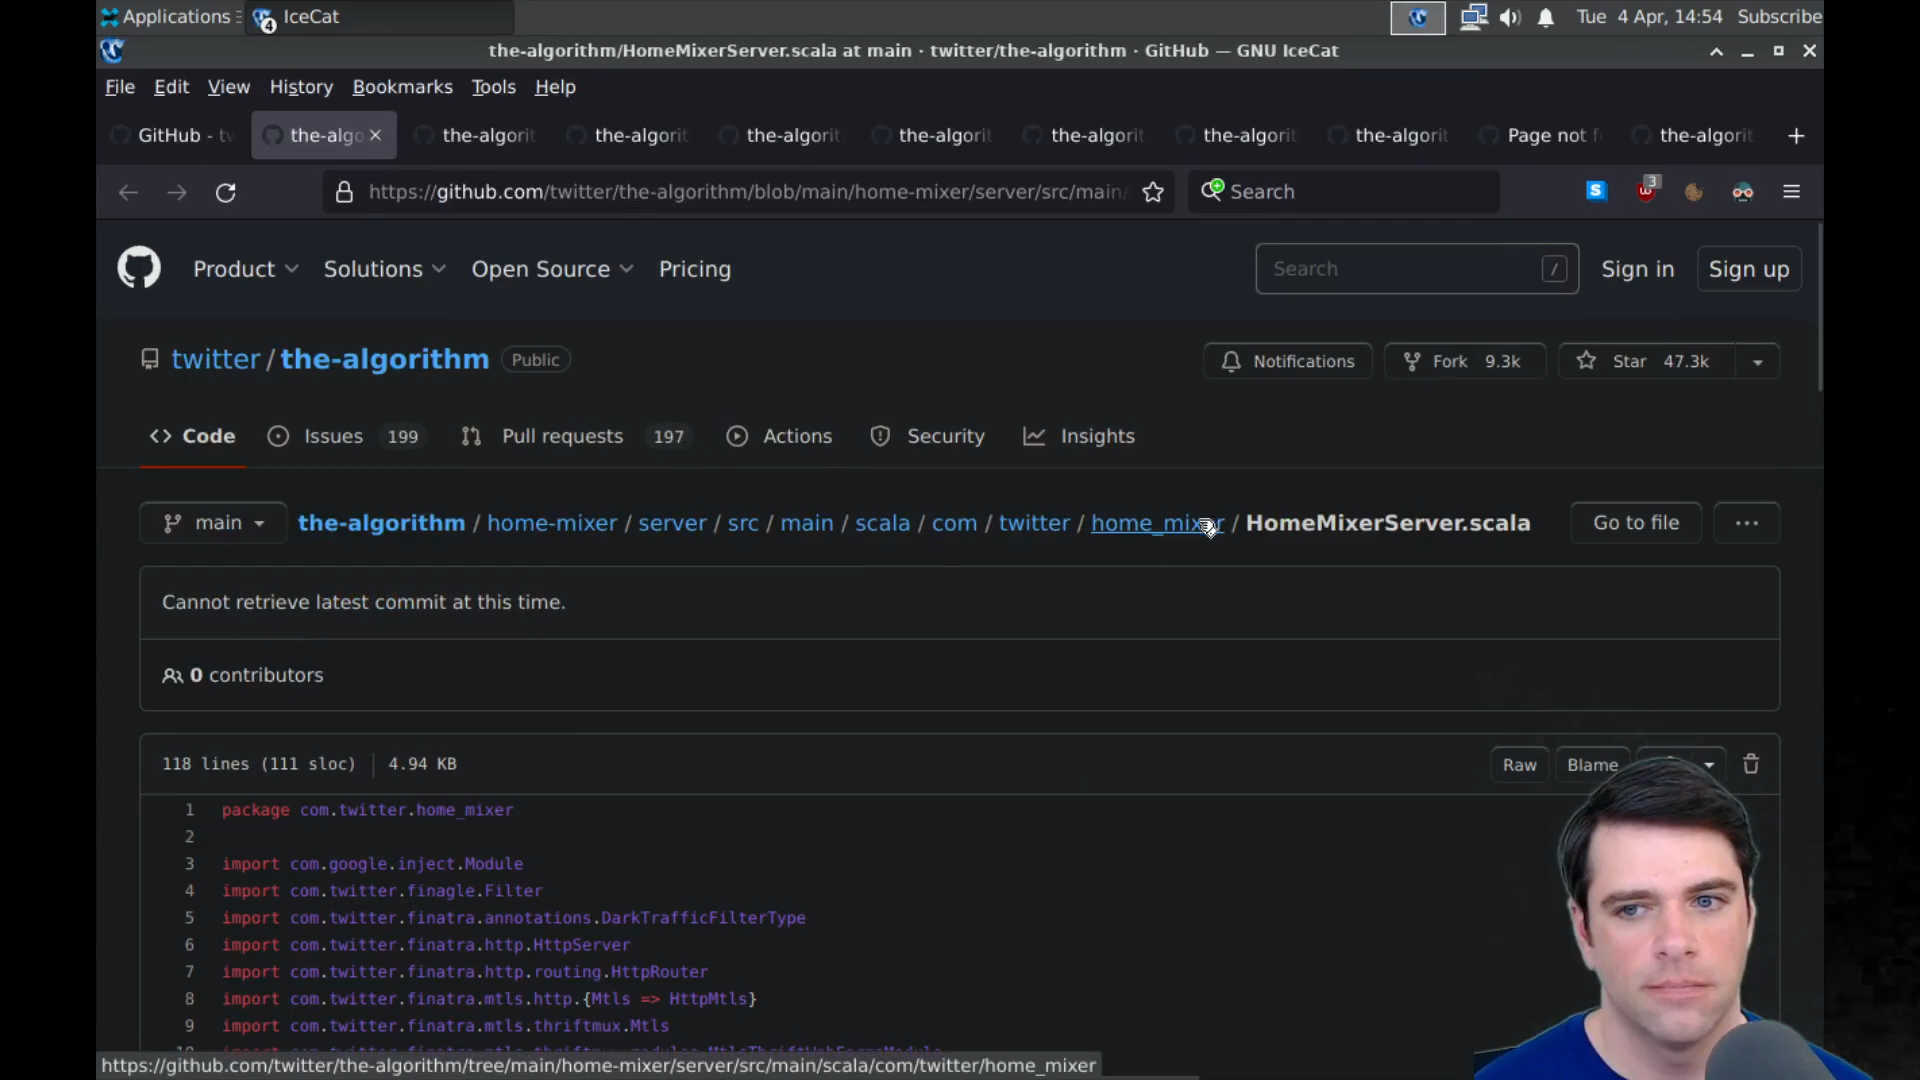 Applications IceCat Tue 4 Apr, 14:54 Subscribe
4
the-algorithm/HomeMixerServer.scala at main · twitter/the-algorithm · GitHub — GNU IceCat
File Edit View History Bookmarks Tools Help
GitHub - tw the-algo the-algorit the-algorit the-algorit the-algorit the-algorit the-algorit the-algorit Page not f the-algorit
https://github.com/twitter/the-algorithm/blob/main/home-mixer/server/src/main/ Search S 3
Product Solutions Open Source Pricing Search / Sign in Sign up
twitter / the-algorithm Public Notifications Fork 9.3k Star 47.3k
<> Code Issues 199 Pull requests 197 Actions Security Insights
main the-algorithm / home-mixer / server / src / main / scala / com / twitter / home_mixer / HomeMixerServer.scala Go to file ...
Cannot retrieve latest commit at this time.
0 contributors
118 lines (111 sloc) 4.94 KB Raw Blame
1 package com.twitter.home_mixer
2
3 import com.google.inject.Module
4 import com.twitter.finagle.Filter
5 import com.twitter.finatra.annotations.DarkTrafficFilterType
6 import com.twitter.finatra.http.HttpServer
7 import com.twitter.finatra.http.routing.HttpRouter
8 import com.twitter.finatra.mtls.http.{Mtls => HttpMtls}
9 import com.twitter.finatra.mtls.thriftmux.Mtls
https://github.com/twitter/the-algorithm/tree/main/home-mixer/server/src/main/scala/com/twitter/home_mixer